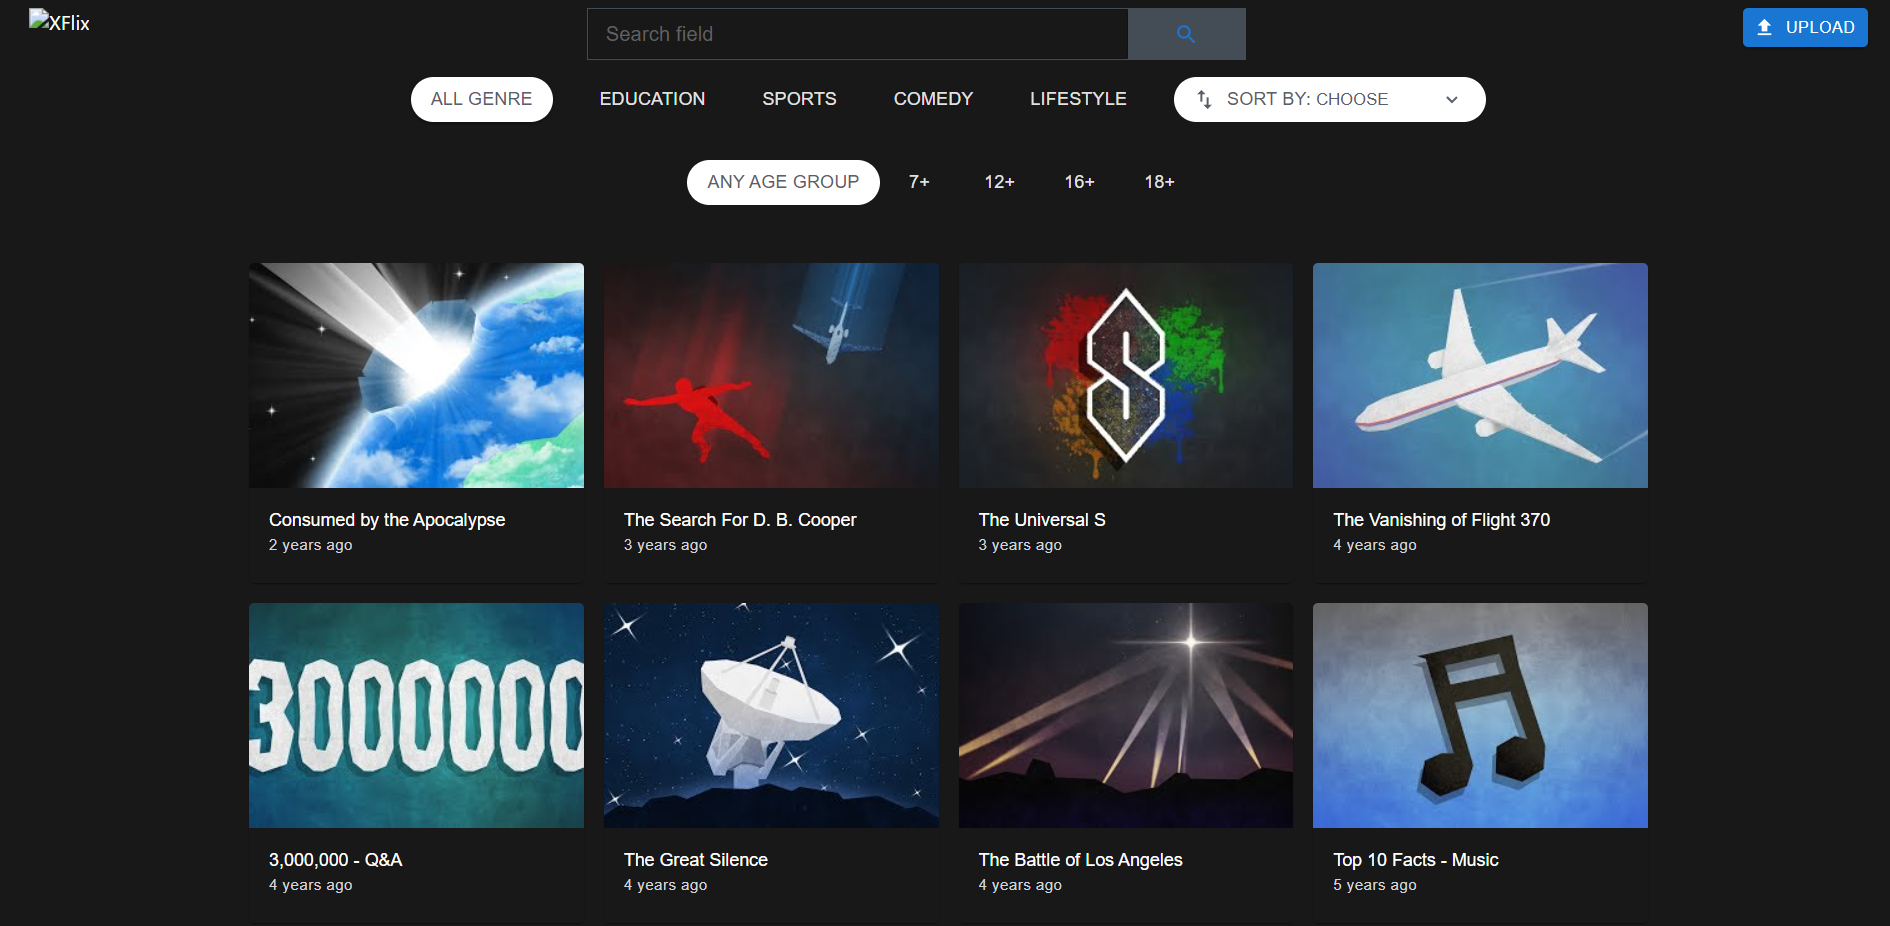 XFlix
Search field
UPLOAD
ALL GENRE
EDUCATION
SPORTS
COMEDY
LIFESTYLE
SORT BY: CHOOSE
ANY AGE GROUP
7+
12+
16+
18+
Consumed by the Apocalypse
2 years ago
The Search For D. B. Cooper
3 years ago
The Universal S
3 years ago
The Vanishing of Flight 370
4 years ago
3000000
3,000,000 - Q&A
4 years ago
The Great Silence
4 years ago
The Battle of Los Angeles
4 years ago
Top 10 Facts - Music
5 years ago